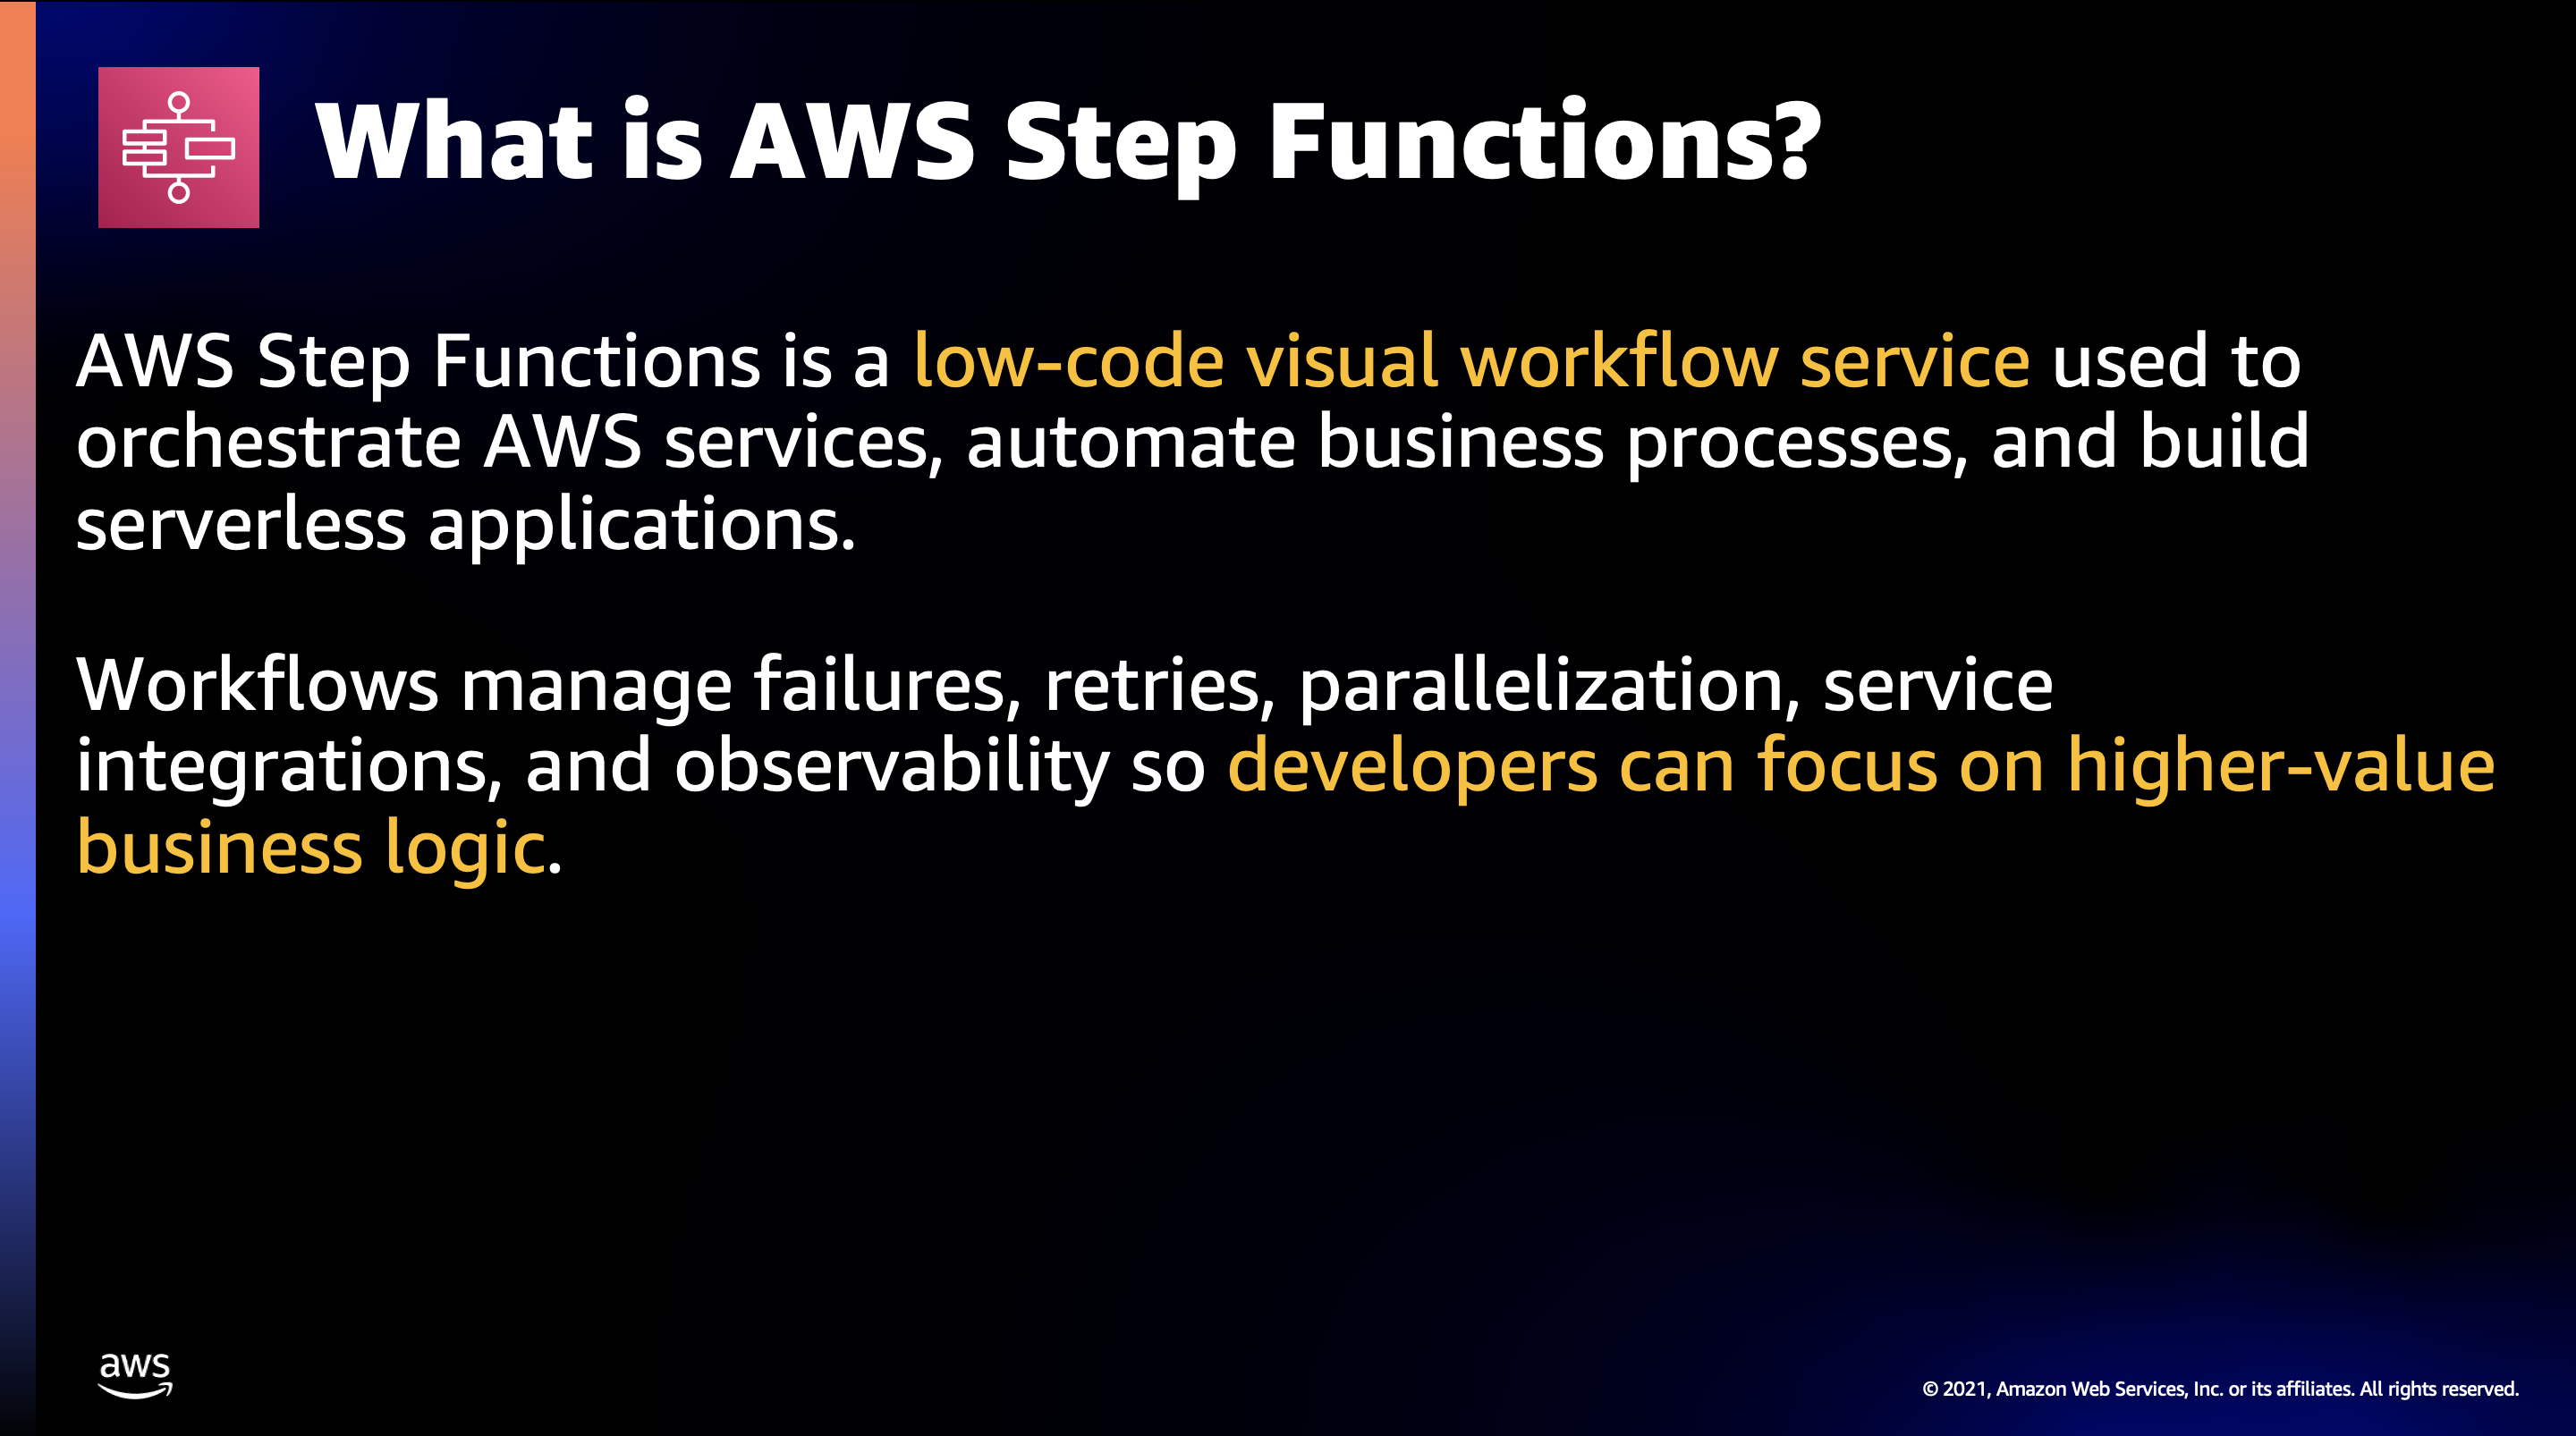 What is AWS Step Functions?
AWS Step Functions is a low-code visual workflow service used to
orchestrate AWS services, automate business processes, and build
serverless applications.
Workflows manage failures, retries, parallelization, service
integrations, and observability so developers can focus on higher-value
business logic.
aws
© 2021, Amazon Web Services, Inc. or its affiliates. All rights reserved.